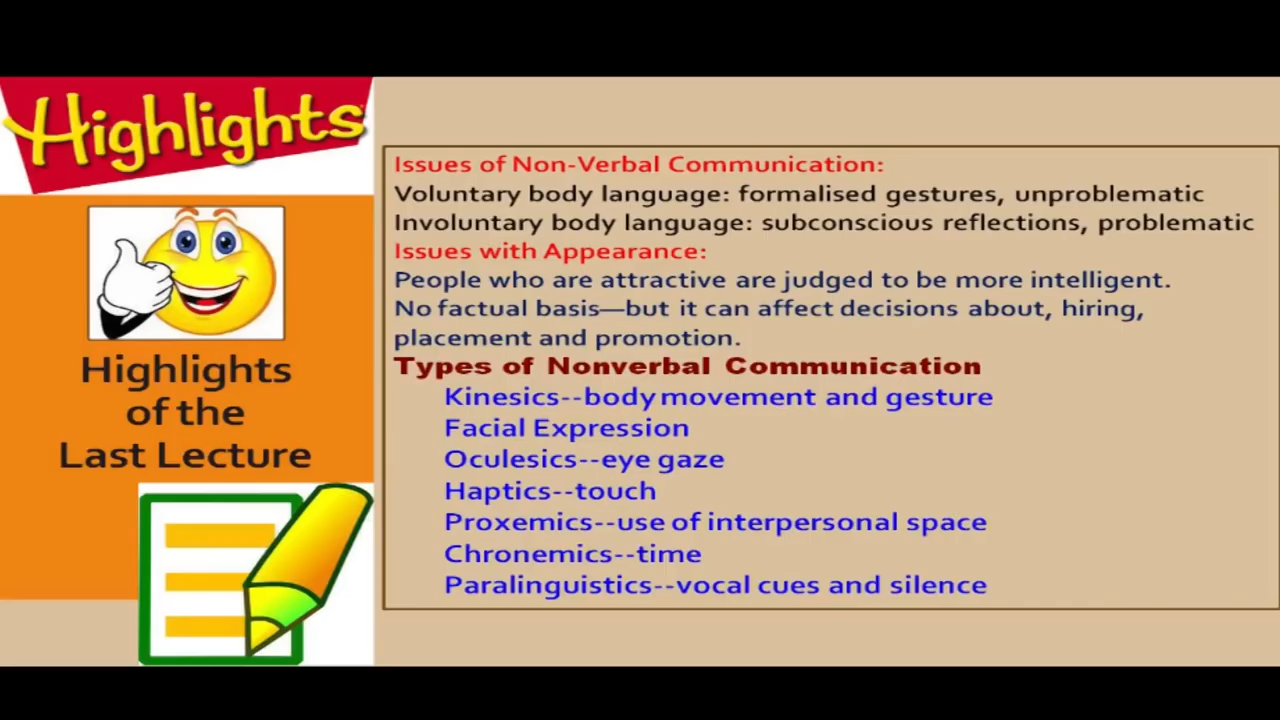 Highlights
Highlights
of the
Last Lecture
Issues of Non-Verbal Communication:
Voluntary body language: formalised gestures, unproblematic
Involuntary body language: subconscious reflections, problematic
Issues with Appearance:
People who are attractive are judged to be more intelligent.
No factual basis—but it can affect decisions about, hiring,
placement and promotion.
Types of Nonverbal Communication
Kinesics--body movement and gesture
Facial Expression
Oculesics--eye gaze
Haptics--touch
Proxemics--use of interpersonal space
Chronemics--time
Paralinguistics--vocal cues and silence